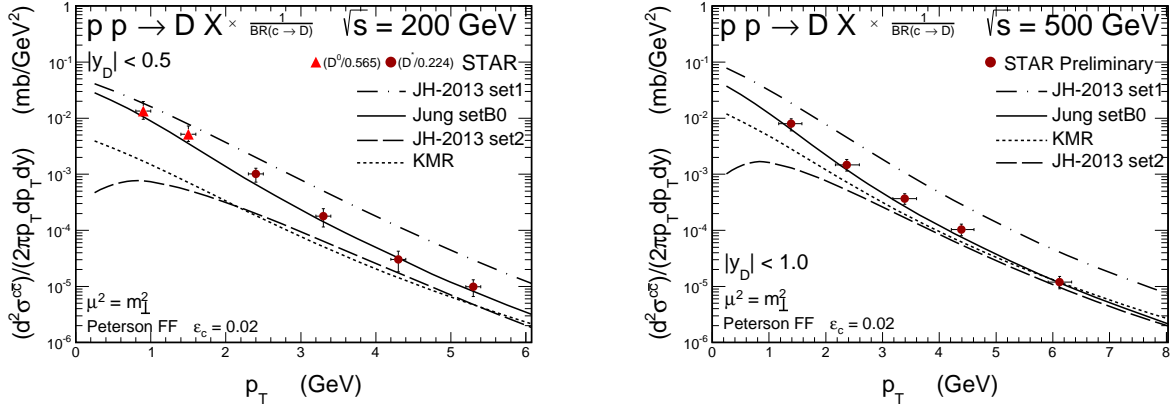 p p → D X × 1/BR(c → D) √s = 200 GeV
|y_D| < 0.5
(D⁰/0.565) (D*/0.224) STAR
JH-2013 set1
Jung setB0
JH-2013 set2
KMR
μ² = m²_⊥
Peterson FF ε_c = 0.02
(d²σ^cc̄)/(2πp_T dp_T dy) (mb/GeV²)
10⁻¹
10⁻²
10⁻³
10⁻⁴
10⁻⁵
10⁻⁶
0 1 2 3 4 5 6
p_T (GeV)
p p → D X × 1/BR(c → D) √s = 500 GeV
STAR Preliminary
JH-2013 set1
Jung setB0
KMR
JH-2013 set2
|y_D| < 1.0
μ² = m²_⊥
Peterson FF ε_c = 0.02
(d²σ^cc̄)/(2πp_T dp_T dy) (mb/GeV²)
10⁻¹
10⁻²
10⁻³
10⁻⁴
10⁻⁵
10⁻⁶
0 1 2 3 4 5 6 7 8
p_T (GeV)